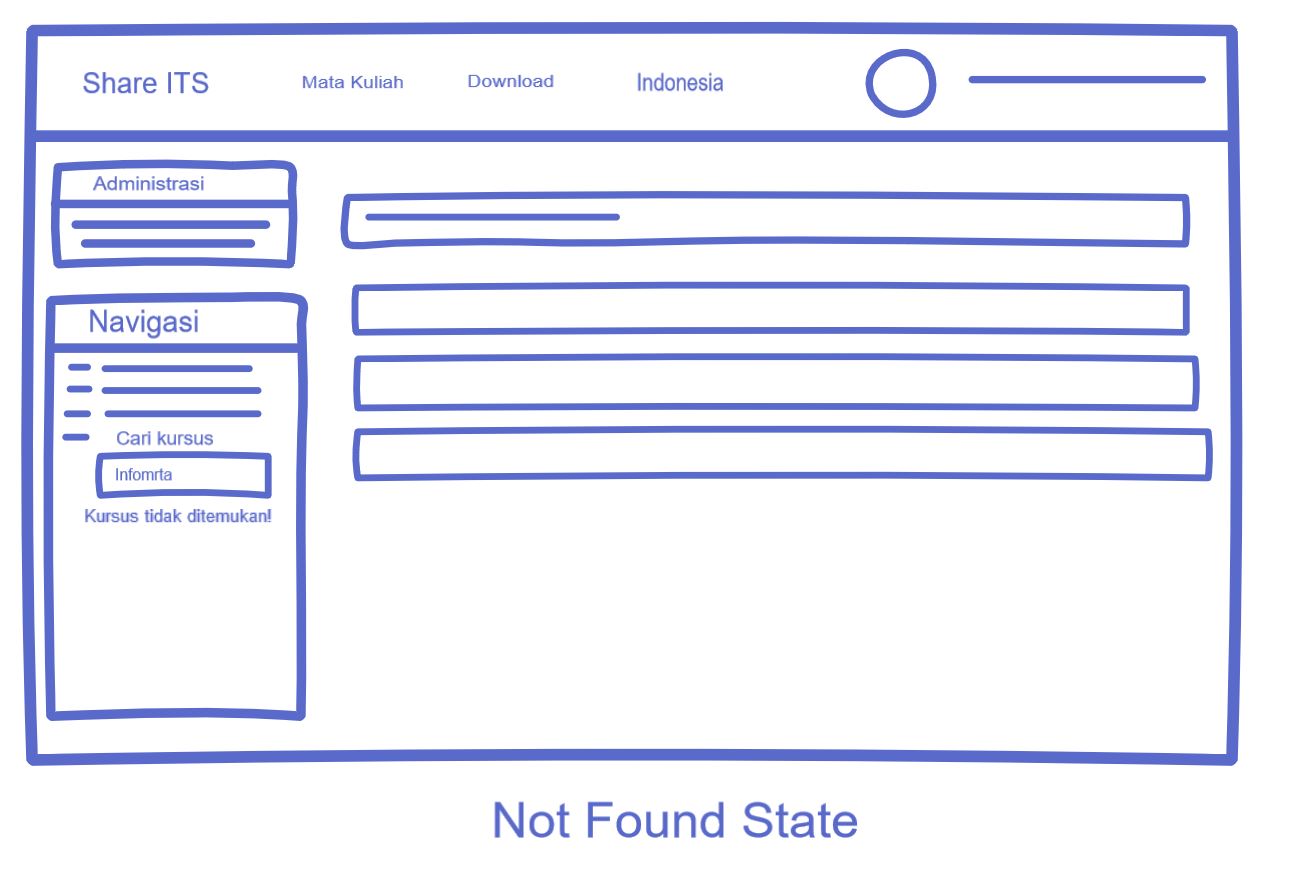 Share ITS
Mata Kuliah
Download
Indonesia
Administrasi
Navigasi
Cari kursus
Infomrta
Kursus tidak ditemukan!
Not Found State